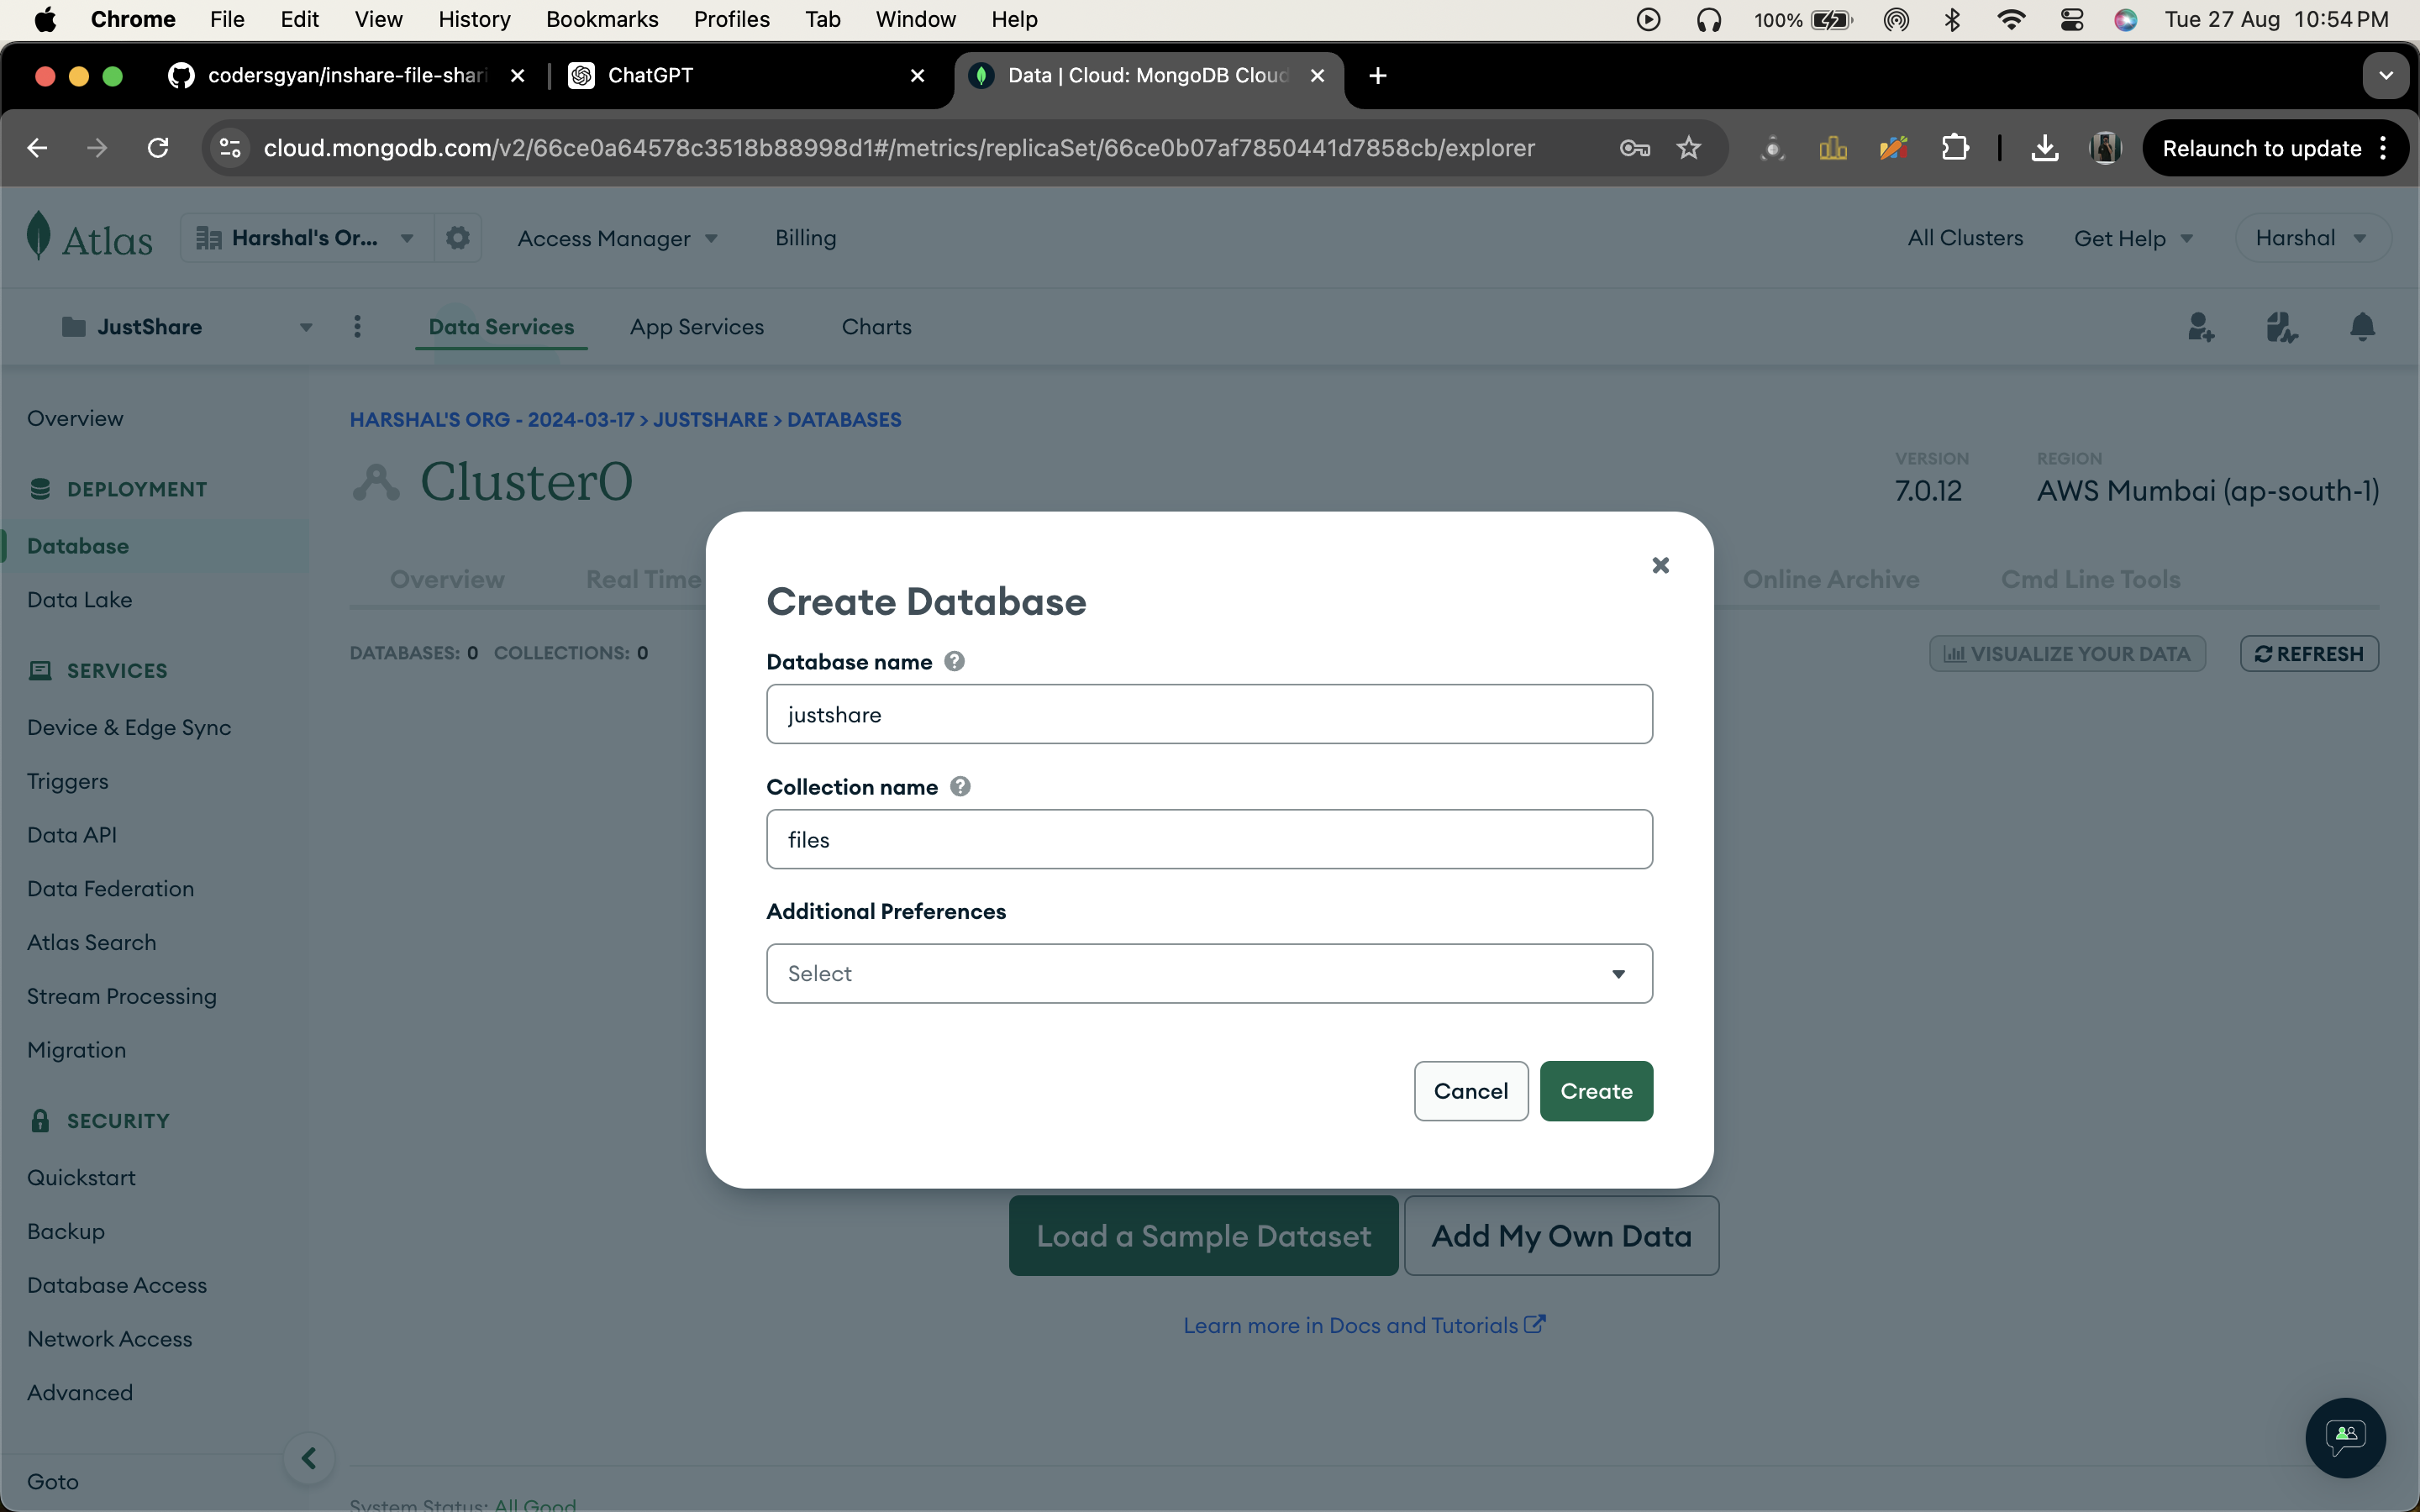 Chrome File Edit View History Bookmarks Profiles Tab Window Help 100% Tue 27 Aug 10:54 PM
codersgyan/inshare-file-shari ChatGPT Data | Cloud: MongoDB Cloud
cloud.mongodb.com/v2/66ce0a64578c3518b88998d1#/metrics/replicaSet/66ce0b07af7850441d7858cb/explorer Relaunch to update
Atlas Harshal's Or... Access Manager Billing All Clusters Get Help Harshal
JustShare Data Services App Services Charts
Overview
DEPLOYMENT
Database
Data Lake
SERVICES
Device & Edge Sync
Triggers
Data API
Data Federation
Atlas Search
Stream Processing
Migration
SECURITY
Quickstart
Backup
Database Access
Network Access
Advanced
Goto
HARSHAL'S ORG - 2024-03-17 > JUSTSHARE > DATABASES
Cluster0
VERSION REGION
7.0.12 AWS Mumbai (ap-south-1)
Overview Real Time Online Archive Cmd Line Tools
DATABASES: 0 COLLECTIONS: 0 VISUALIZE YOUR DATA REFRESH
Create Database
Database name
justshare
Collection name
files
Additional Preferences
Select
Cancel Create
Load a Sample Dataset Add My Own Data
Learn more in Docs and Tutorials
System Status: All Good